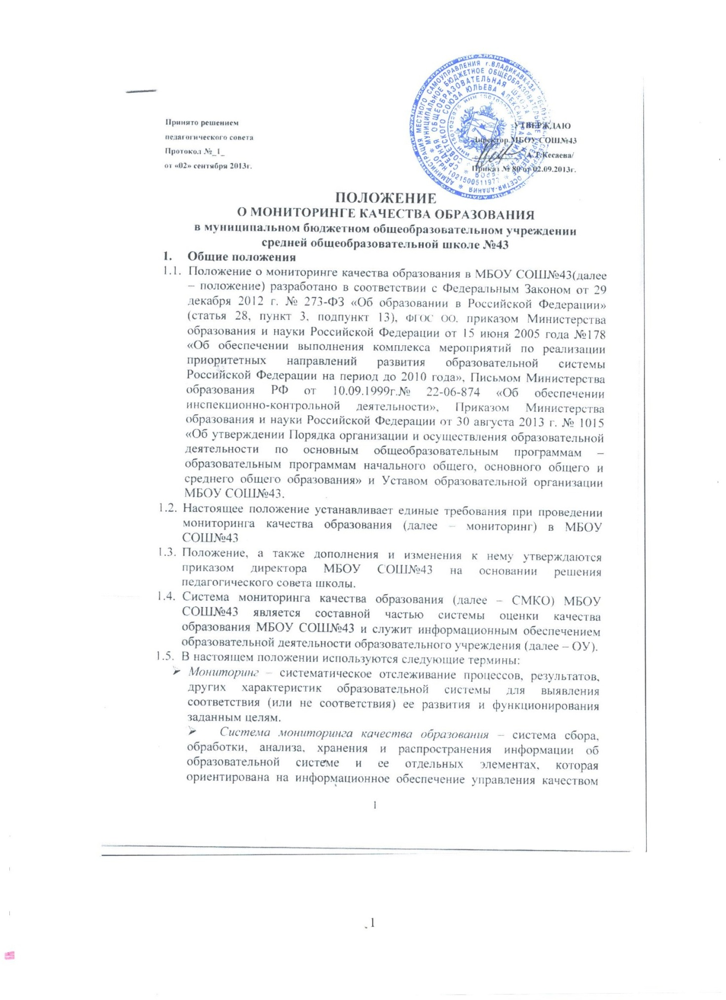 Принято решением
педагогического совета
Протокол №_1_
от «02» сентября 2013г.
УТВЕРЖДАЮ
Директор МБОУ СОШ№43
/А.Т.Кесаева/
Приказ № 80 от 02.09.2013г.
АДМИНИСТРАЦИЯ МЕСТНОГО САМОУПРАВЛЕНИЯ г.ВЛАДИКАВКАЗА
ОСЕТИЯ-АЛАНИЯ
МУНИЦИПАЛЬНОЕ БЮДЖЕТНОЕ ОБЩЕОБРАЗОВАТЕЛЬНОЕ
СРЕДНЯЯ ОБЩЕОБРАЗОВАТЕЛЬНАЯ ШКОЛА
СОВЕТСКОГО СОЮЗА ЮЛЬЕВА
ИНН 1501022975
ПОЛОЖЕНИЕ
О МОНИТОРИНГЕ КАЧЕСТВА ОБРАЗОВАНИЯ
в муниципальном бюджетном общеобразовательном учреждении
средней общеобразовательной школе №43
1. Общие положения
1.1. Положение о мониторинге качества образования в МБОУ СОШ№43(далее
– положение) разработано в соответствии с Федеральным Законом от 29
декабря 2012 г. № 273-ФЗ «Об образовании в Российской Федерации»
(статья 28, пункт 3, подпункт 13), ФГОС ОО, приказом Министерства
образования и науки Российской Федерации от 15 июня 2005 года №178
«Об обеспечении выполнения комплекса мероприятий по реализации
приоритетных направлений развития образовательной системы
Российской Федерации на период до 2010 года», Письмом Министерства
образования РФ от 10.09.1999г.№ 22-06-874 «Об обеспечении
инспекционно-контрольной деятельности», Приказом Министерства
образования и науки Российской Федерации от 30 августа 2013 г. № 1015
«Об утверждении Порядка организации и осуществления образовательной
деятельности по основным общеобразовательным программам –
образовательным программам начального общего, основного общего и
среднего общего образования» и Уставом образовательной организации
МБОУ СОШ№43.
1.2. Настоящее положение устанавливает единые требования при проведении
мониторинга качества образования (далее – мониторинг) в МБОУ
СОШ№43
1.3. Положение, а также дополнения и изменения к нему утверждаются
приказом директора МБОУ СОШ№43 на основании решения
педагогического совета школы.
1.4. Система мониторинга качества образования (далее – СМКО) МБОУ
СОШ№43 является составной частью системы оценки качества
образования МБОУ СОШ№43 и служит информационным обеспечением
образовательной деятельности образовательного учреждения (далее – ОУ).
1.5. В настоящем положении используются следующие термины:
➢ Мониторинг – систематическое отслеживание процессов, результатов,
других характеристик образовательной системы для выявления
соответствия (или не соответствия) ее развития и функционирования
заданным целям.
➢ Система мониторинга качества образования – система сбора,
обработки, анализа, хранения и распространения информации об
образовательной системе и ее отдельных элементах, которая
ориентирована на информационное обеспечение управления качеством
1
1